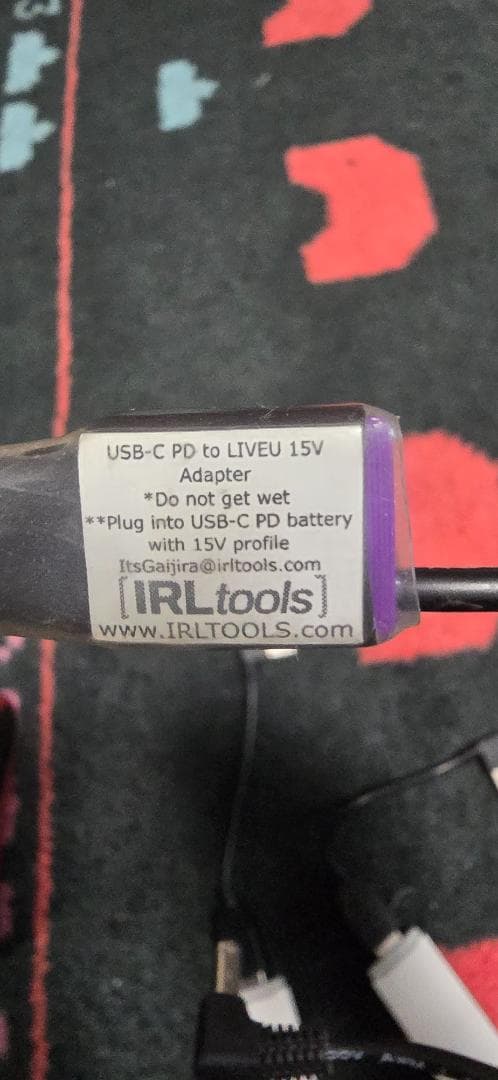 USB-C PD to LIVEU 15V
Adapter
*Do not get wet
**Plug into USB-C PD battery
with 15V profile
ItsGaijira@irltools.com
[IRLtools]
www.IRLTOOLS.com